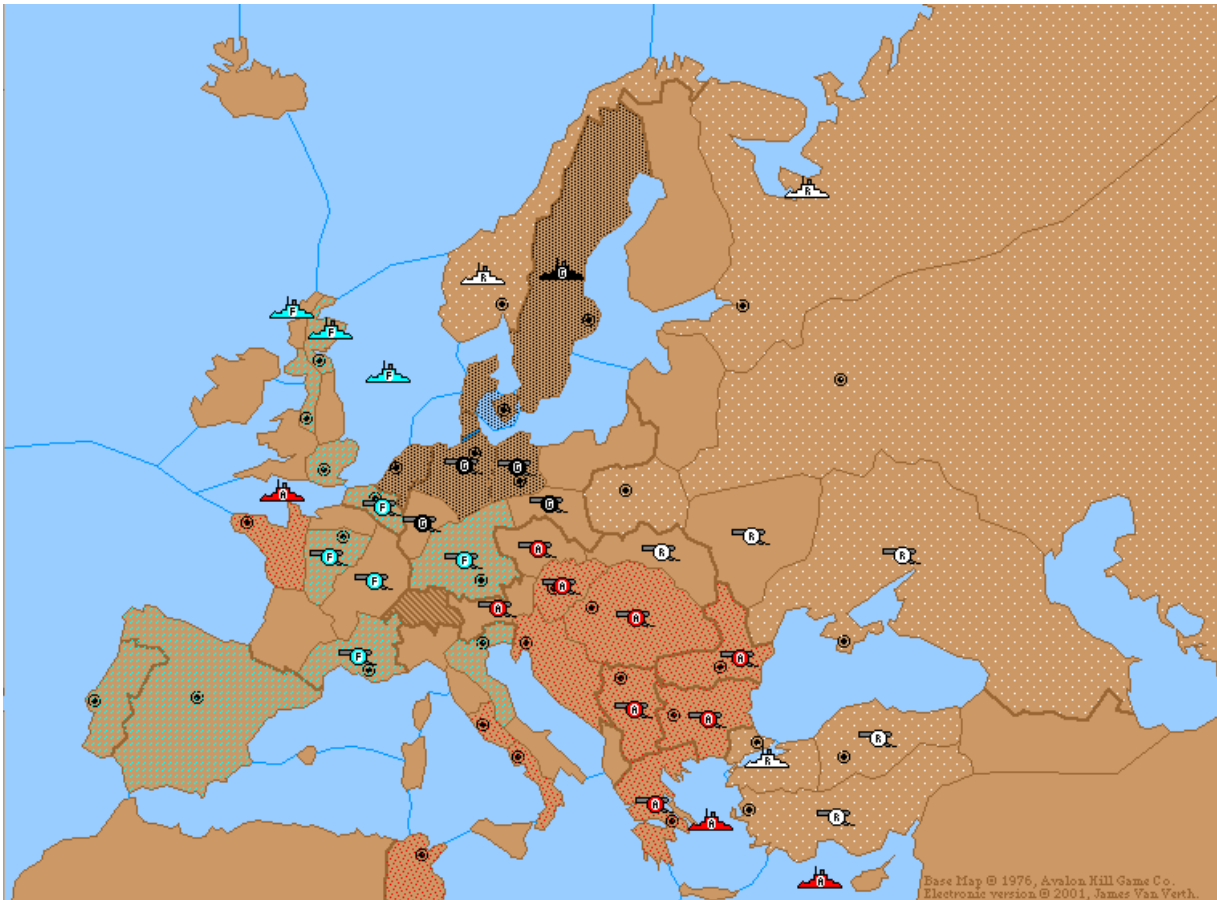 R
R
G
F
F
F
G
G
A
F
G
G
R
A
R
F
F
R
F
A
A
A
F
A
A
A
R
R
A
R
A
A
Base Map © 1976, Avalon Hill Game Co.
Electronic version © 2001, James Van Verth.